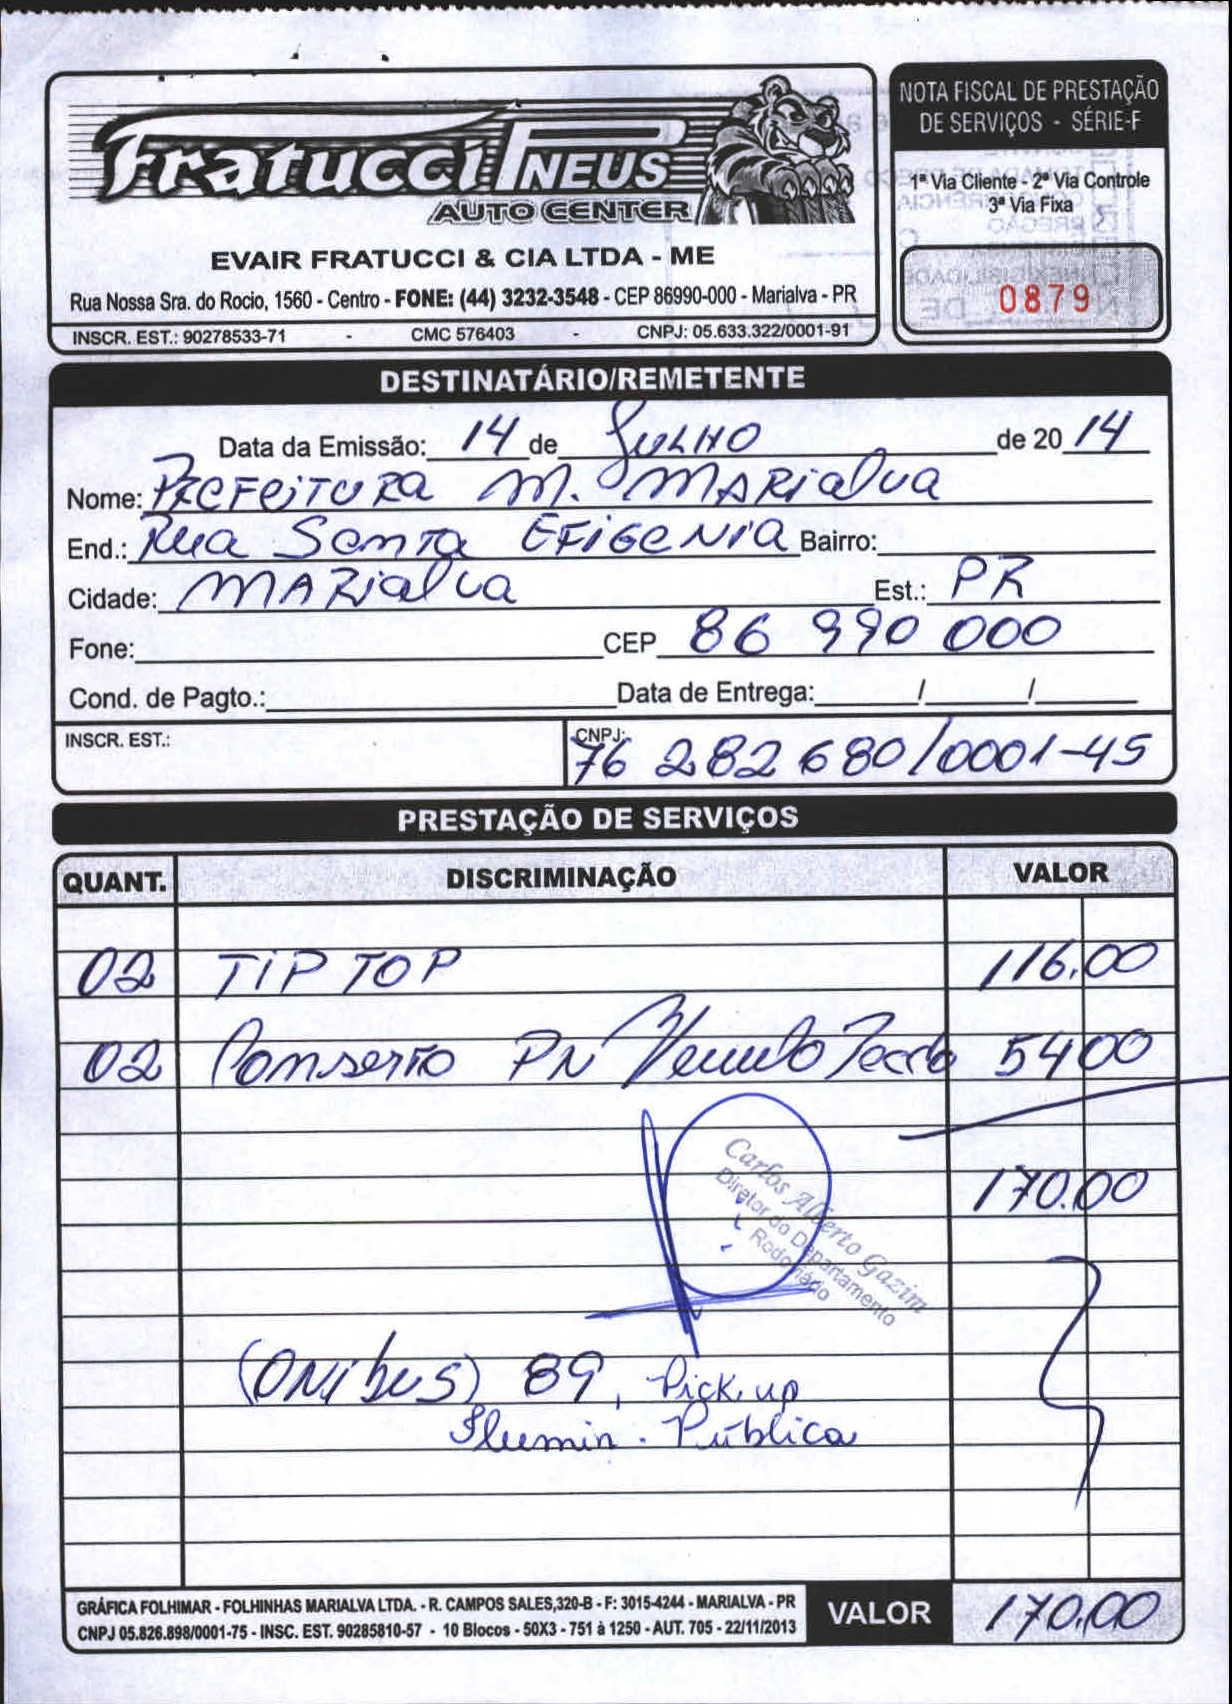 Fratucci PNEUS
AUTO CENTER
EVAIR FRATUCCI & CIA LTDA - ME
Rua Nossa Sra. do Rocio, 1560 - Centro - FONE: (44) 3232-3548 - CEP 86990-000 - Marialva - PR
INSCR. EST.: 90278533-71 - CMC 576403 - CNPJ: 05.633.322/0001-91
NOTA FISCAL DE PRESTAÇÃO
DE SERVIÇOS - SÉRIE-F
1ª Via Cliente - 2ª Via Controle
3ª Via Fixa
0879
DESTINATÁRIO/REMETENTE
Data da Emissão: 14 de JULHO de 20 14
Nome: PREFEITURA M. MARIALVA
End.: Rua Santa EFIGENIA Bairro:
Cidade: MARIALVA Est.: PR
Fone: CEP 86 990 000
Cond. de Pagto.: Data de Entrega: / /
INSCR. EST.: CNPJ: 76 282 680/0001-45
PRESTAÇÃO DE SERVIÇOS
QUANT. DISCRIMINAÇÃO VALOR
02 TIP TOP 116.00
02 Conserto PN 54 00
170.00
Carlos Alberto Gazim
Diretor do Departamento
Rodoviário
(ONibus) 89, Pick up
Ilumin. Pública
GRÁFICA FOLHIMAR - FOLHINHAS MARIALVA LTDA. - R. CAMPOS SALES,320-B - F: 3015-4244 - MARIALVA - PR
CNPJ 05.826.898/0001-75 - INSC. EST. 90285810-57 - 10 Blocos - 50X3 - 751 à 1250 - AUT. 705 - 22/11/2013
VALOR 170.00